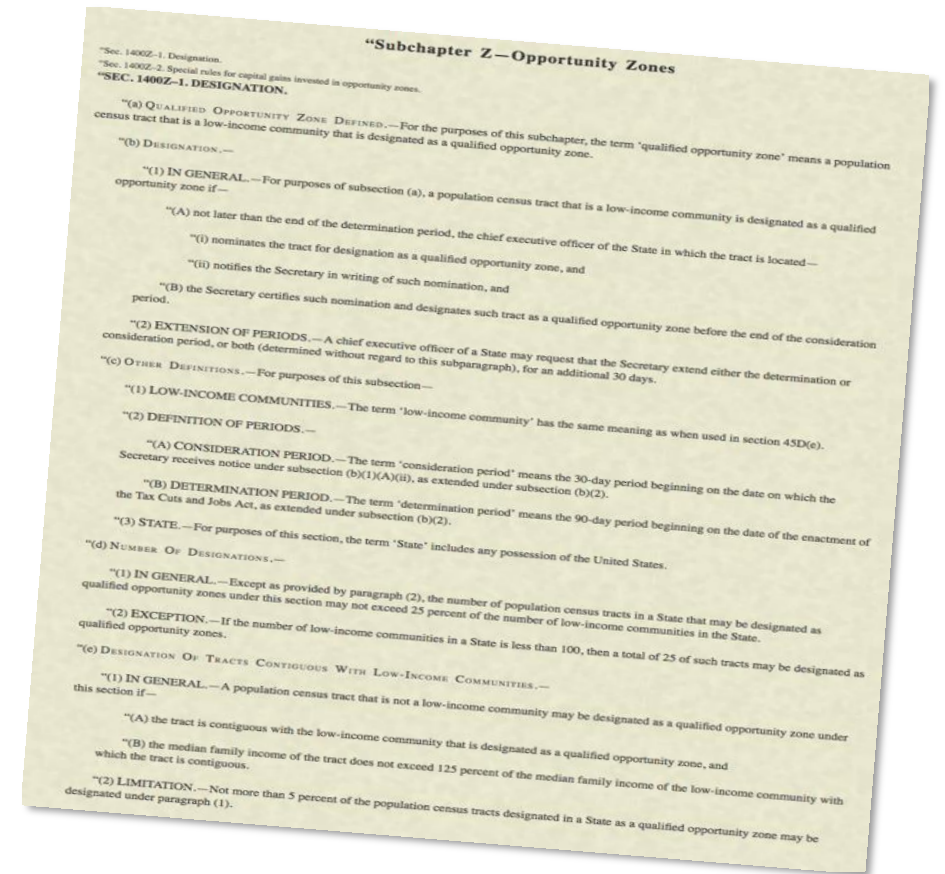 “Subchapter Z—Opportunity Zones
“Sec. 1400Z–1. Designation.
“Sec. 1400Z–2. Special rules for capital gains invested in opportunity zones.
“SEC. 1400Z–1. DESIGNATION.
“(a) QUALIFIED OPPORTUNITY ZONE DEFINED.—For the purposes of this subchapter, the term ‘qualified opportunity zone’ means a population
census tract that is a low-income community that is designated as a qualified opportunity zone.
“(b) DESIGNATION.—
“(1) IN GENERAL.—For purposes of subsection (a), a population census tract that is a low-income community is designated as a qualified
opportunity zone if—
“(A) not later than the end of the determination period, the chief executive officer of the State in which the tract is located—
“(i) nominates the tract for designation as a qualified opportunity zone, and
“(ii) notifies the Secretary in writing of such nomination, and
“(B) the Secretary certifies such nomination and designates such tract as a qualified opportunity zone before the end of the consideration
period.
“(2) EXTENSION OF PERIODS.—A chief executive officer of a State may request that the Secretary extend either the determination or
consideration period, or both (determined without regard to this subparagraph), for an additional 30 days.
“(c) OTHER DEFINITIONS.—For purposes of this subsection—
“(1) LOW-INCOME COMMUNITIES.—The term ‘low-income community’ has the same meaning as when used in section 45D(e).
“(2) DEFINITION OF PERIODS.—
“(A) CONSIDERATION PERIOD.—The term ‘consideration period’ means the 30-day period beginning on the date on which the
Secretary receives notice under subsection (b)(1)(A)(ii), as extended under subsection (b)(2).
“(B) DETERMINATION PERIOD.—The term ‘determination period’ means the 90-day period beginning on the date of the enactment of
the Tax Cuts and Jobs Act, as extended under subsection (b)(2).
“(3) STATE.—For purposes of this section, the term ‘State’ includes any possession of the United States.
“(d) NUMBER OF DESIGNATIONS.—
“(1) IN GENERAL.—Except as provided by paragraph (2), the number of population census tracts in a State that may be designated as
qualified opportunity zones under this section may not exceed 25 percent of the number of low-income communities in the State.
“(2) EXCEPTION.—If the number of low-income communities in a State is less than 100, then a total of 25 of such tracts may be designated as
qualified opportunity zones.
“(e) DESIGNATION OF TRACTS CONTIGUOUS WITH LOW-INCOME COMMUNITIES.—
“(1) IN GENERAL.—A population census tract that is not a low-income community may be designated as a qualified opportunity zone under
this section if—
“(A) the tract is contiguous with the low-income community that is designated as a qualified opportunity zone, and
“(B) the median family income of the tract does not exceed 125 percent of the median family income of the low-income community with
which the tract is contiguous.
“(2) LIMITATION.—Not more than 5 percent of the population census tracts designated in a State as a qualified opportunity zone may be
designated under paragraph (1).